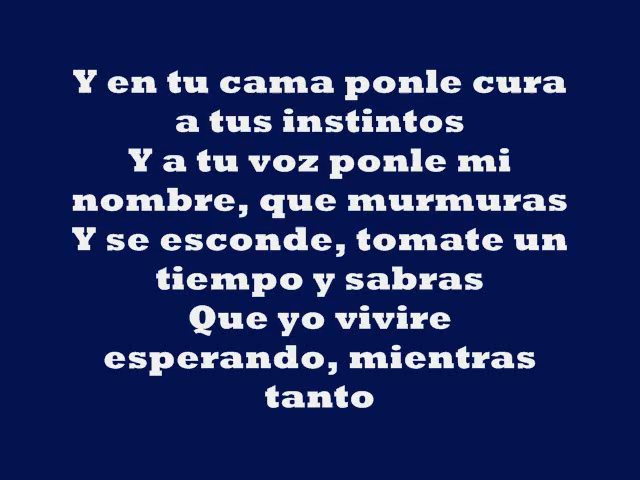 Y en tu cama ponle cura
a tus instintos
Y a tu voz ponle mi
nombre, que murmuras
Y se esconde, tomate un
tiempo y sabras
Que yo vivire
esperando, mientras
tanto